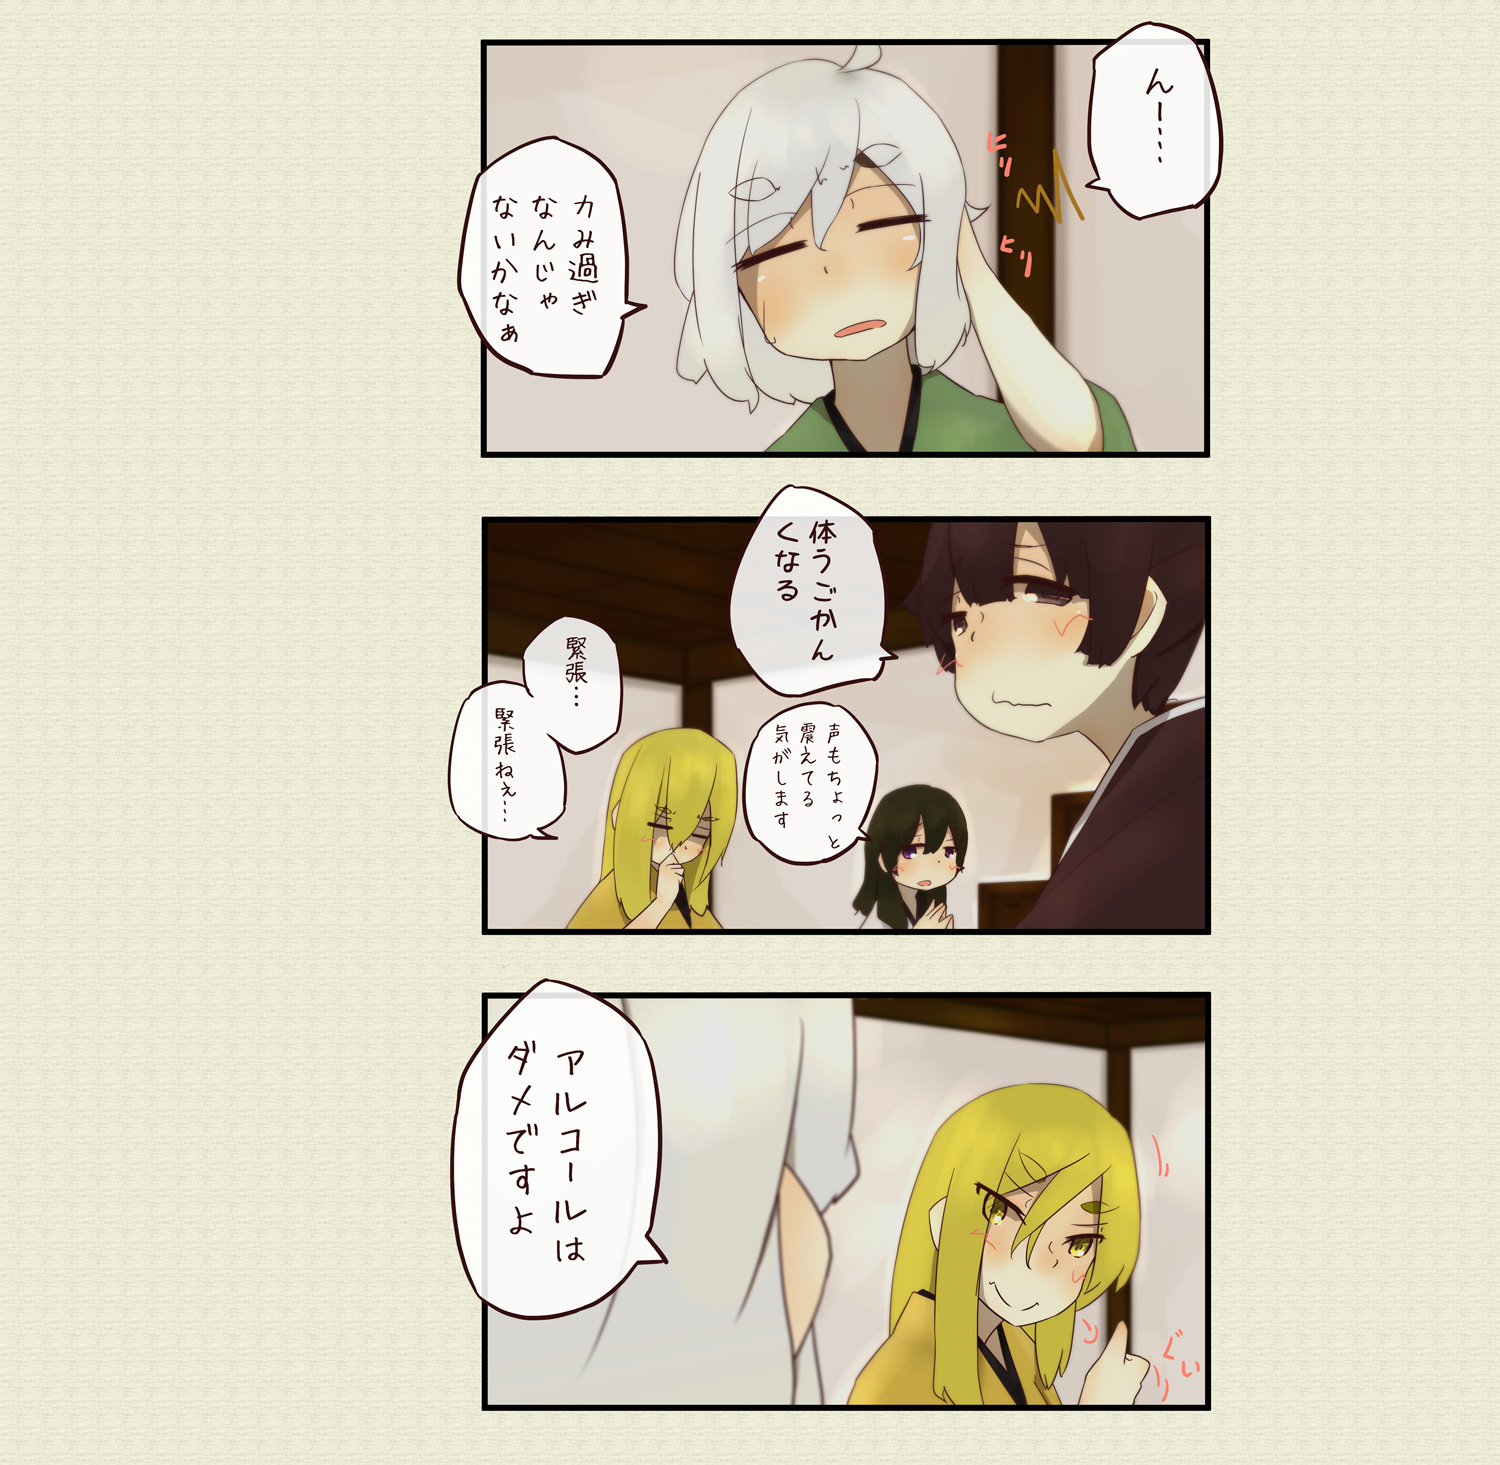 んー……
ヒリ
ヒリ
力み過ぎ
なんじゃ
ないかなぁ
体うごかん
くなる
声もちょっと
震えてる
気がします
緊張…
緊張ねぇ…
アルコールは
ダメですよ
ぐいッ